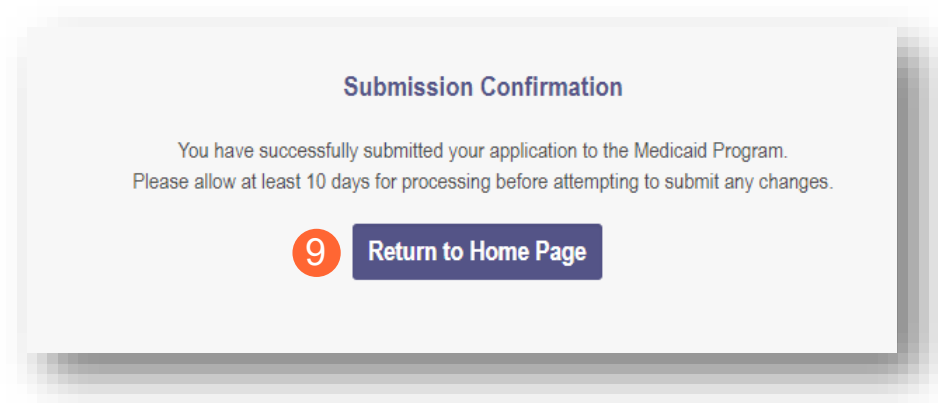 Submission Confirmation
You have successfully submitted your application to the Medicaid Program.
Please allow at least 10 days for processing before attempting to submit any changes.
9 Return to Home Page